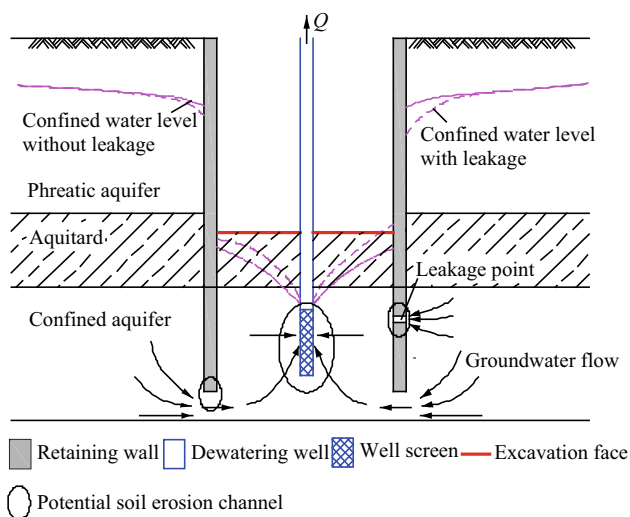 Q
Confined water level
without leakage
Confined water level
with leakage
Phreatic aquifer
Aquitard
Leakage point
Confined aquifer
Groundwater flow
Retaining wall Dewatering well Well screen Excavation face
Potential soil erosion channel